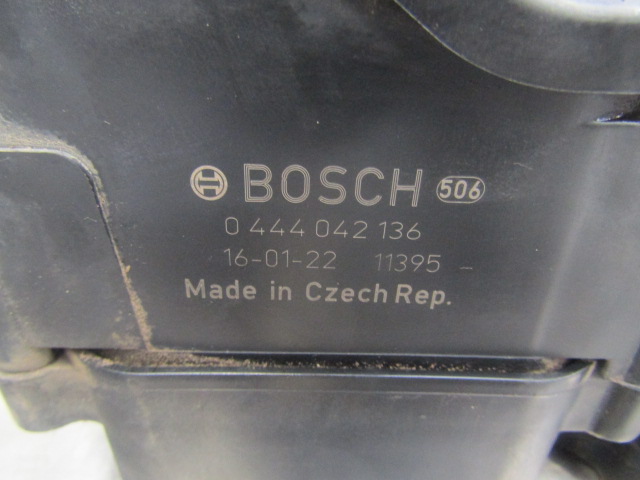 BOSCH 506
0 444 042 136
16-01-22 11395 -
Made in Czech Rep.